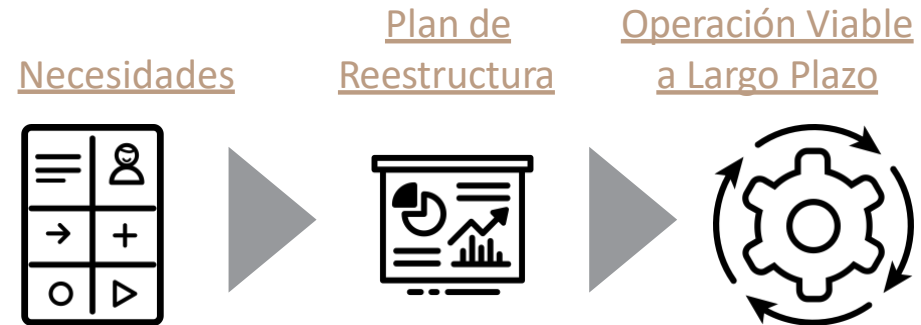 Necesidades
Plan de
Reestructura
Operación Viable
a Largo Plazo